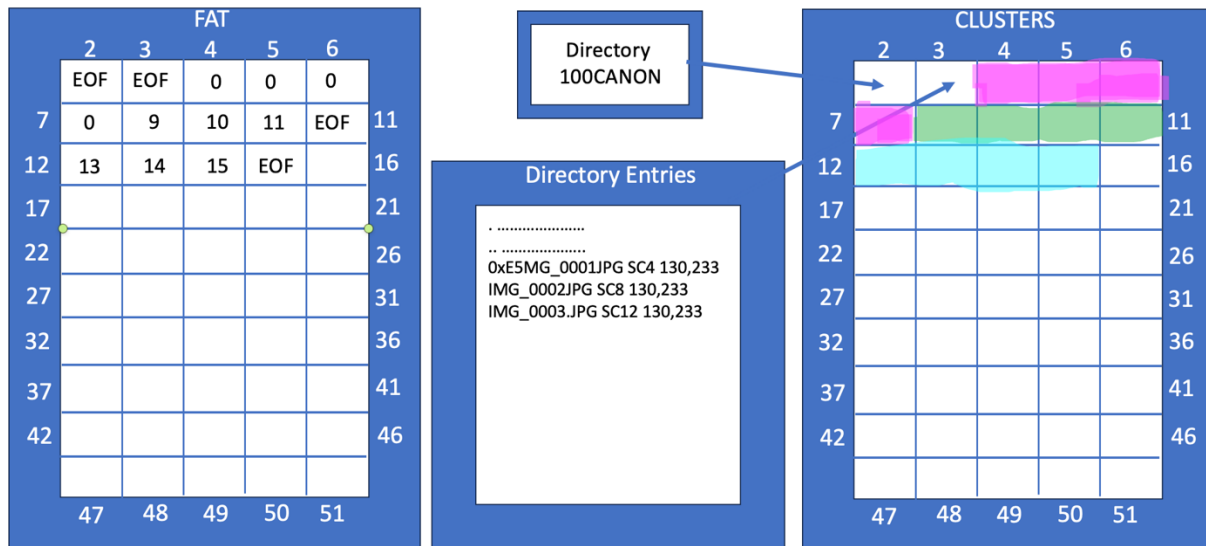 FAT
2 3 4 5 6
EOF EOF 0 0 0
7 0 9 10 11 EOF 11
12 13 14 15 EOF 16
17 21
22 26
27 31
32 36
37 41
42 46
47 48 49 50 51
Directory
100CANON
Directory Entries
. .....................
.. ...................
0xE5MG_0001JPG SC4 130,233
IMG_0002JPG SC8 130,233
IMG_0003.JPG SC12 130,233
CLUSTERS
2 3 4 5 6
7 11
12 16
17 21
22 26
27 31
32 36
37 41
42 46
47 48 49 50 51